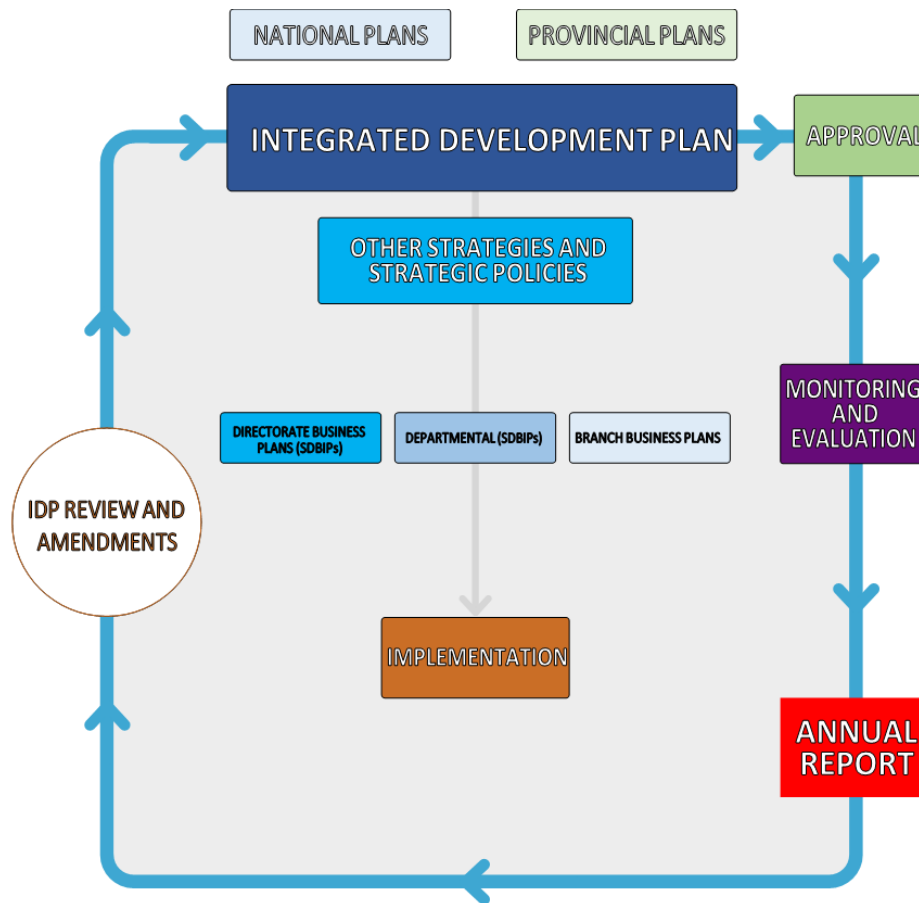 NATIONAL PLANS
PROVINCIAL PLANS
INTEGRATED DEVELOPMENT PLAN
APPROVAL
OTHER STRATEGIES AND
STRATEGIC POLICIES
MONITORING
AND
EVALUATION
DIRECTORATE BUSINESS
PLANS (SDBIPs)
DEPARTMENTAL (SDBIPs)
BRANCH BUSINESS PLANS
IDP REVIEW AND
AMENDMENTS
IMPLEMENTATION
ANNUAL
REPORT